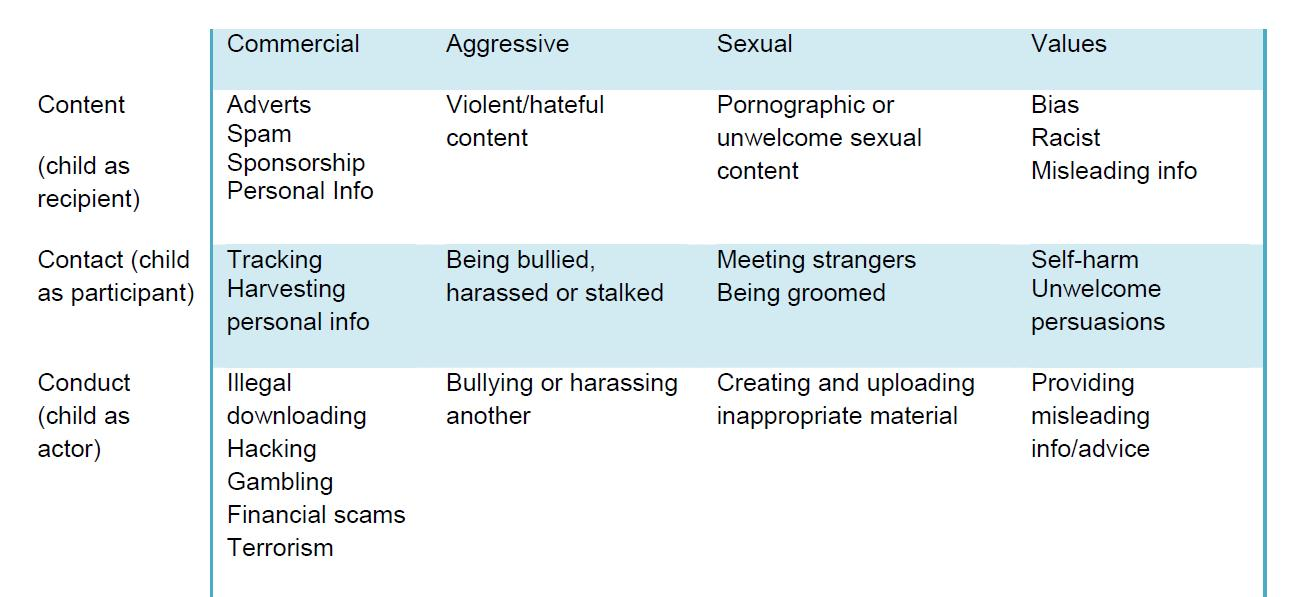 Commercial Aggressive Sexual Values
Content Adverts Violent/hateful Pornographic or Bias
Spam content unwelcome sexual Racist
(child as Sponsorship content Misleading info
recipient) Personal Info
Contact (child Tracking Being bullied, Meeting strangers Self-harm
as participant) Harvesting harassed or stalked Being groomed Unwelcome
personal info persuasions
Conduct Illegal Bullying or harassing Creating and uploading Providing
(child as downloading another inappropriate material misleading
actor) Hacking info/advice
Gambling
Financial scams
Terrorism